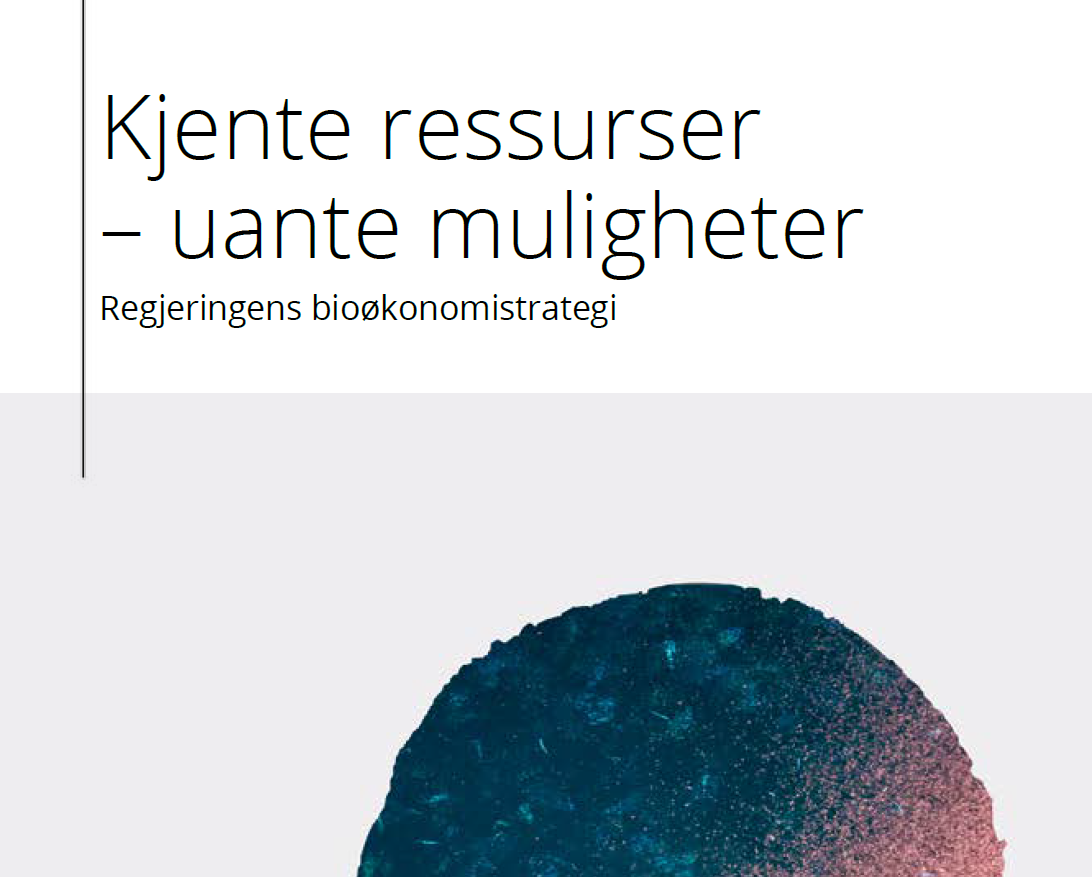 Kjente ressurser
– uante muligheter
Regjeringens bioøkonomistrategi